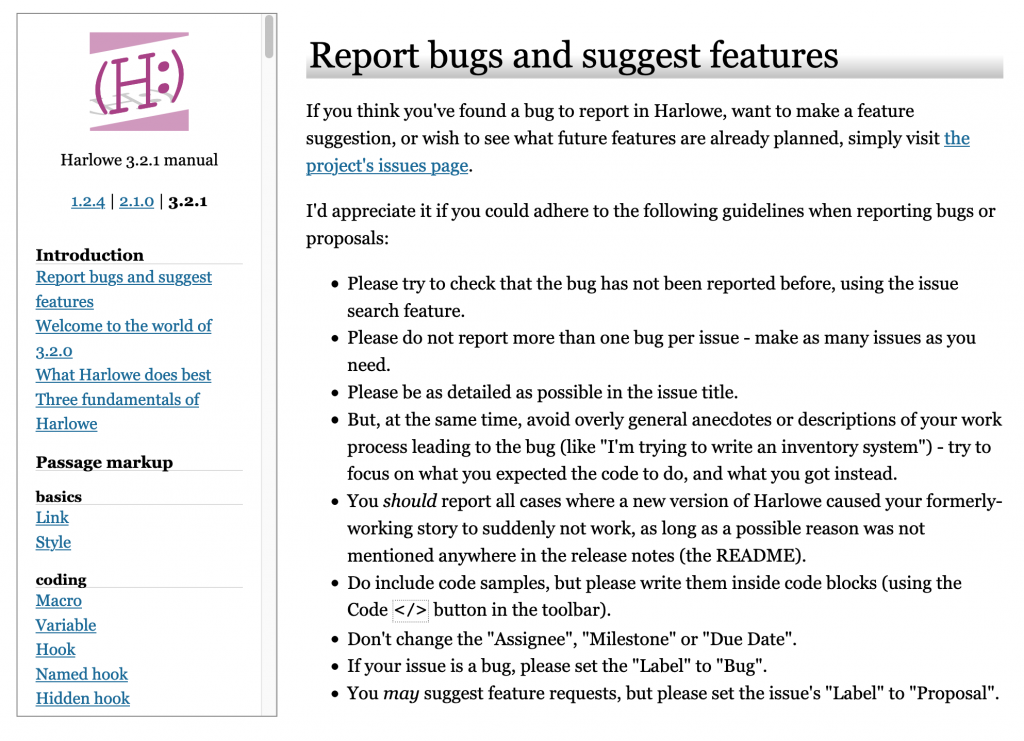 (H:)
Harlowe 3.2.1 manual
1.2.4 | 2.1.0 | 3.2.1
Introduction
Report bugs and suggest
features
Welcome to the world of
3.2.0
What Harlowe does best
Three fundamentals of
Harlowe
Passage markup
basics
Link
Style
coding
Macro
Variable
Hook
Named hook
Hidden hook
Report bugs and suggest features
If you think you've found a bug to report in Harlowe, want to make a feature
suggestion, or wish to see what future features are already planned, simply visit the
project's issues page.
I'd appreciate it if you could adhere to the following guidelines when reporting bugs or
proposals:
• Please try to check that the bug has not been reported before, using the issue
search feature.
• Please do not report more than one bug per issue - make as many issues as you
need.
• Please be as detailed as possible in the issue title.
• But, at the same time, avoid overly general anecdotes or descriptions of your work
process leading to the bug (like "I'm trying to write an inventory system") - try to
focus on what you expected the code to do, and what you got instead.
• You should report all cases where a new version of Harlowe caused your formerly-
working story to suddenly not work, as long as a possible reason was not
mentioned anywhere in the release notes (the README).
• Do include code samples, but please write them inside code blocks (using the
Code </> button in the toolbar).
• Don't change the "Assignee", "Milestone" or "Due Date".
• If your issue is a bug, please set the "Label" to "Bug".
• You may suggest feature requests, but please set the issue's "Label" to "Proposal".